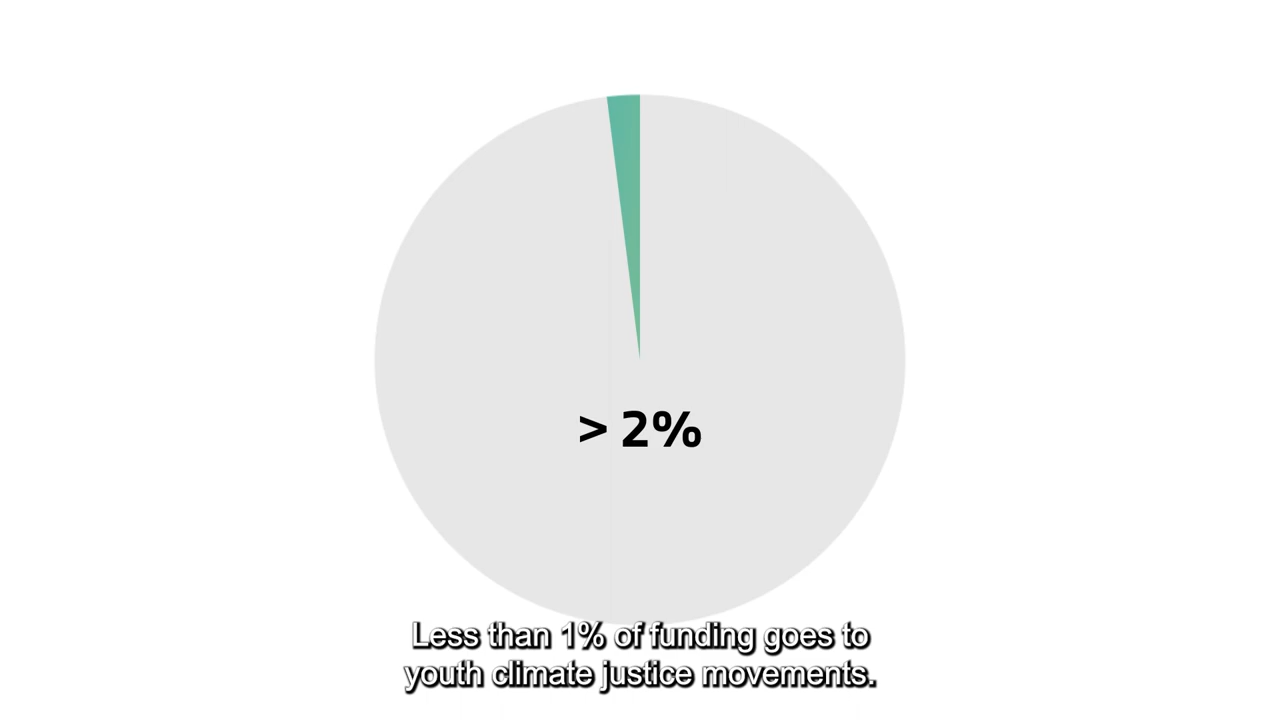 > 2%
Less than 1% of funding goes to
youth climate justice movements.